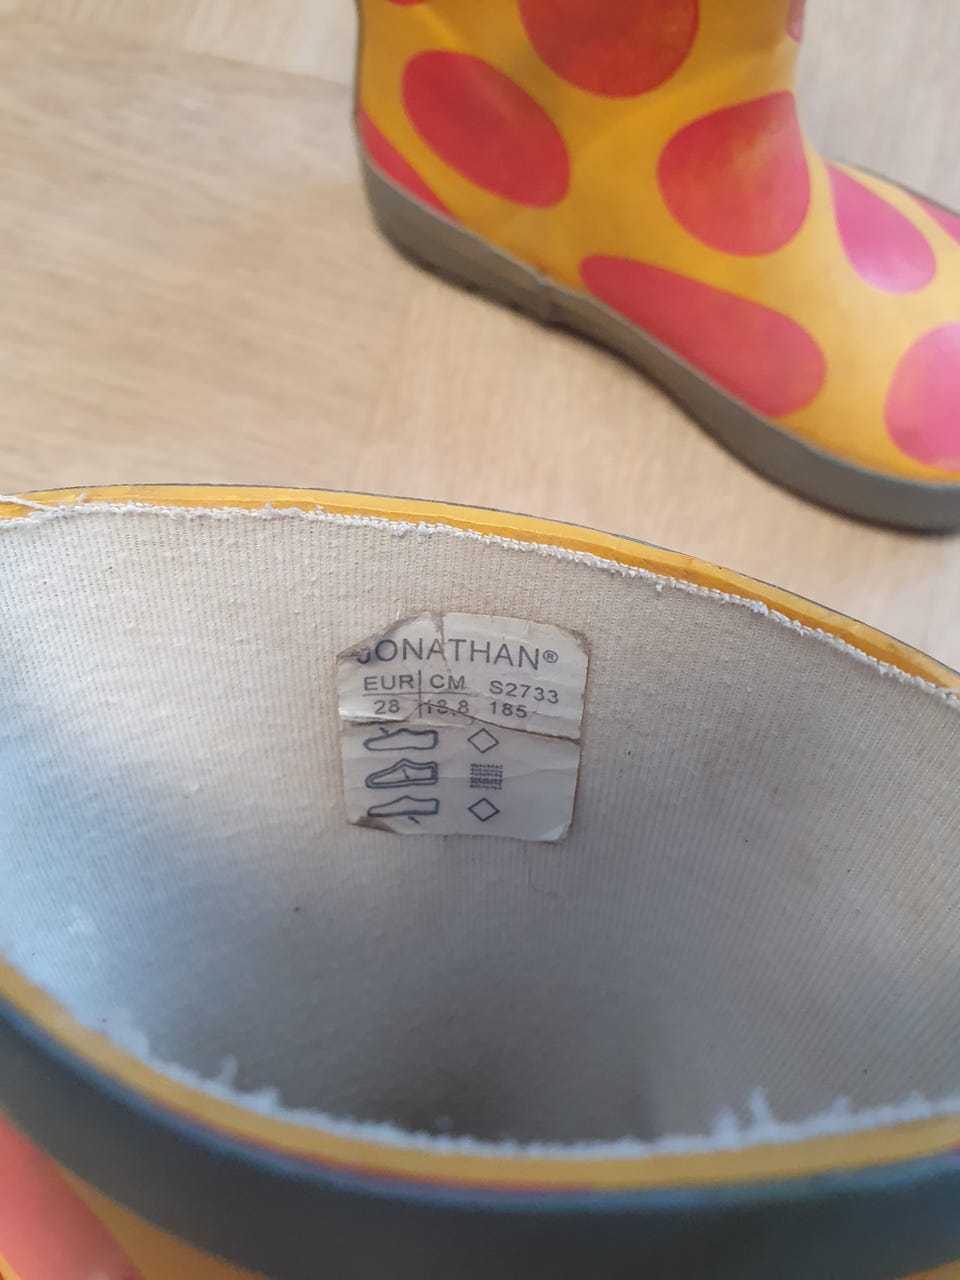 JONATHAN®
EUR CM S2733
28 18,8 185